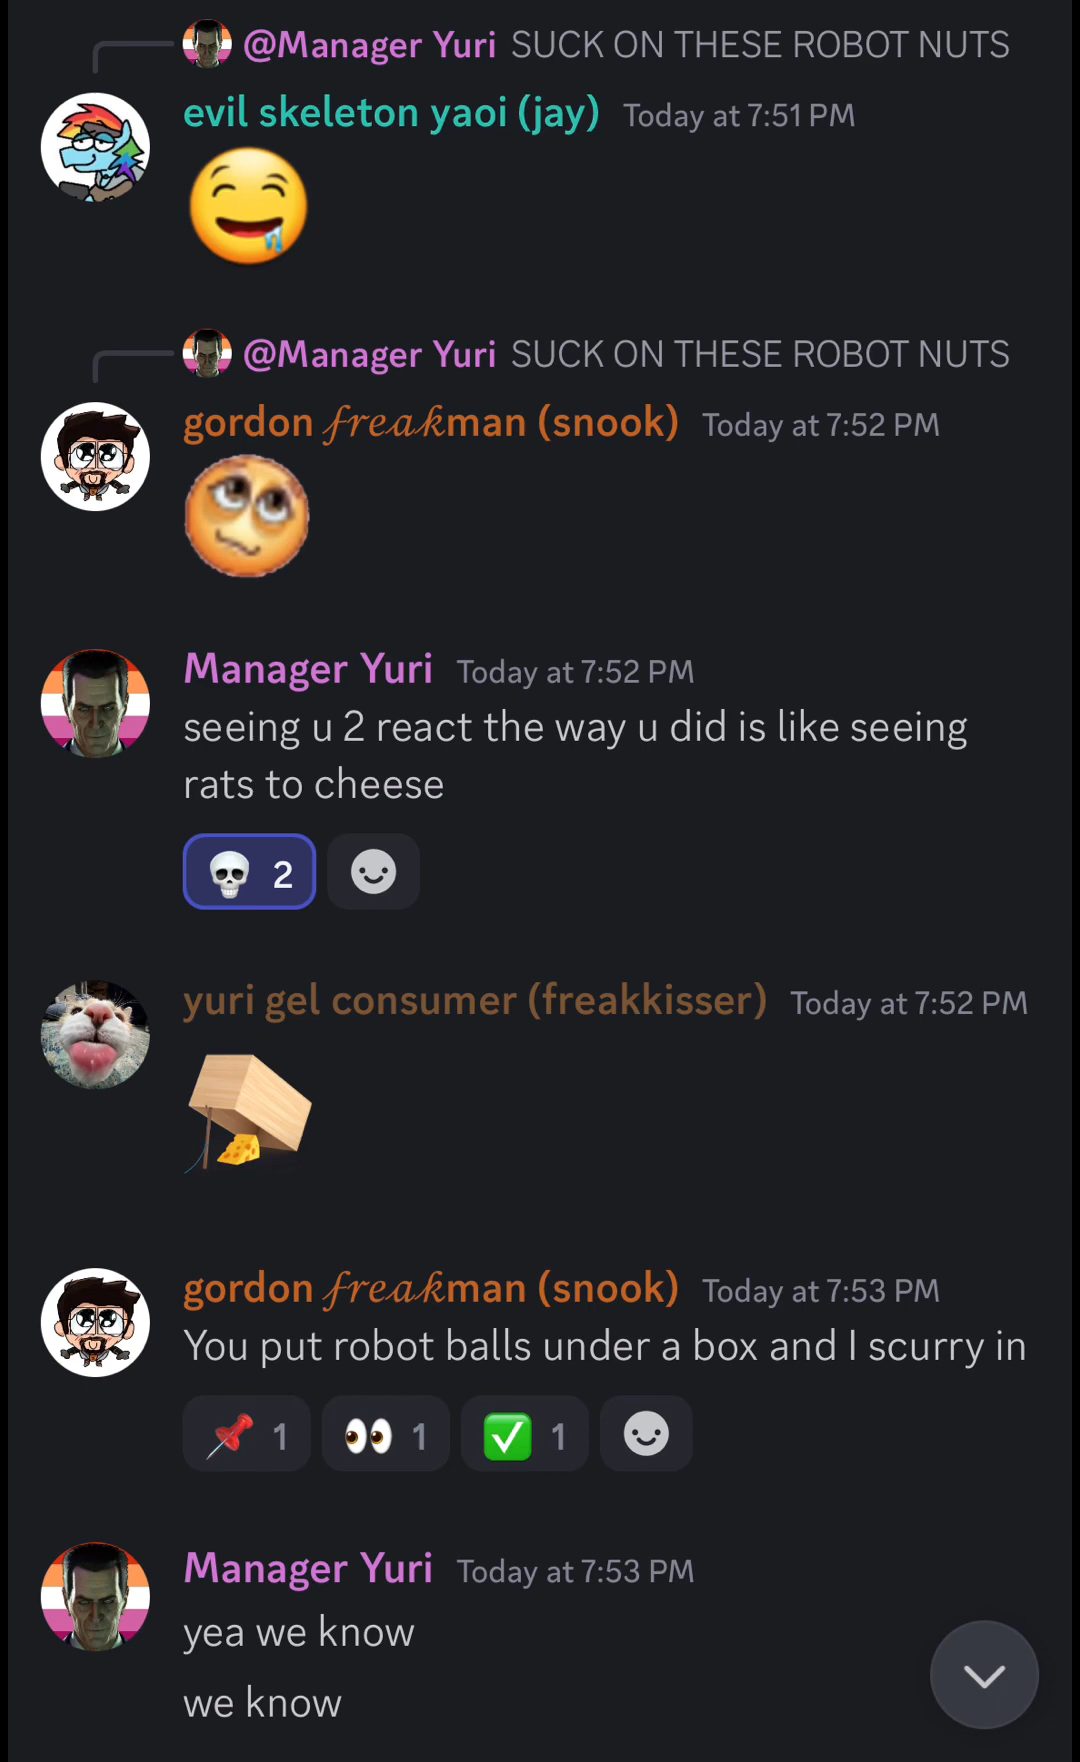 @Manager Yuri SUCK ON THESE ROBOT NUTS
evil skeleton yaoi (jay) Today at 7:51 PM
@Manager Yuri SUCK ON THESE ROBOT NUTS
gordon 𝒻𝓇𝑒𝒶𝓀man (snook) Today at 7:52 PM
Manager Yuri Today at 7:52 PM
seeing u 2 react the way u did is like seeing
rats to cheese
2
yuri gel consumer (freakkisser) Today at 7:52 PM
gordon 𝒻𝓇𝑒𝒶𝓀man (snook) Today at 7:53 PM
You put robot balls under a box and I scurry in
1 1 1
Manager Yuri Today at 7:53 PM
yea we know
we know